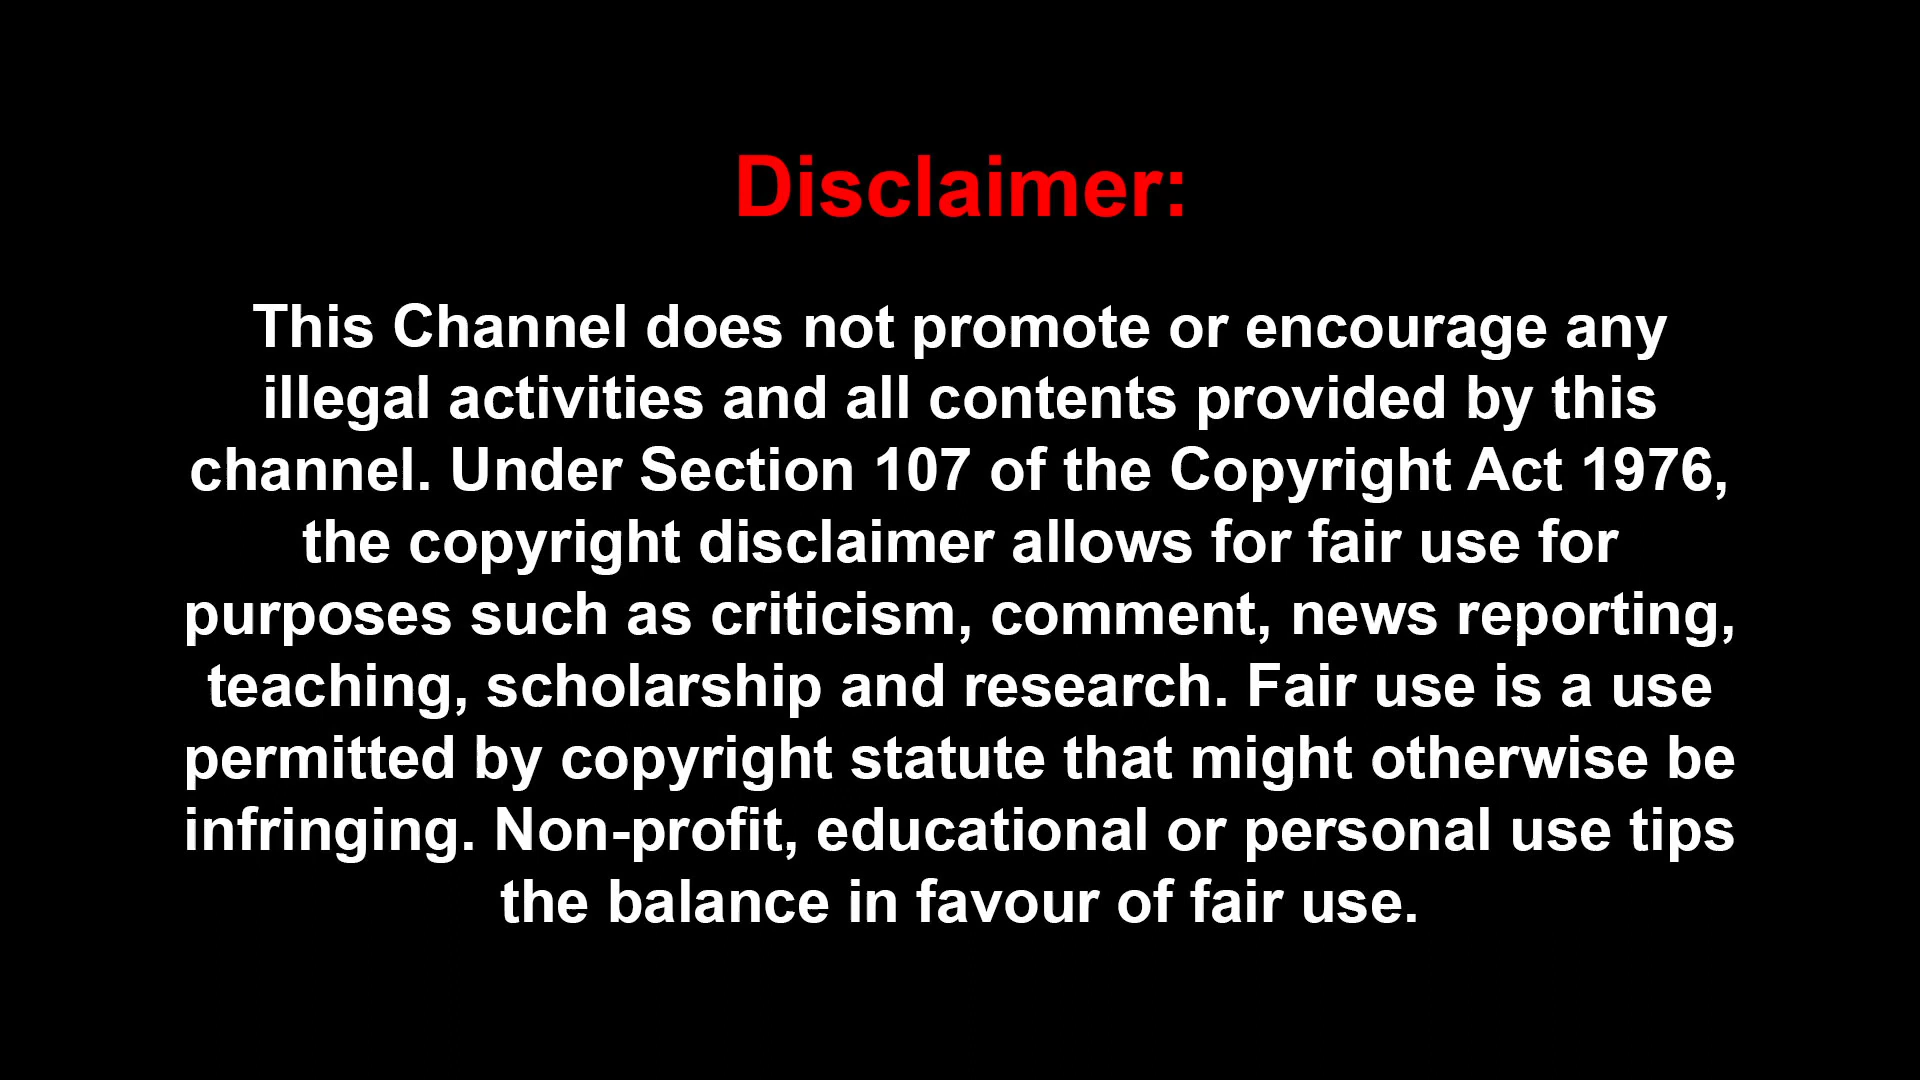 Disclaimer:
This Channel does not promote or encourage any
illegal activities and all contents provided by this
channel. Under Section 107 of the Copyright Act 1976,
the copyright disclaimer allows for fair use for
purposes such as criticism, comment, news reporting,
teaching, scholarship and research. Fair use is a use
permitted by copyright statute that might otherwise be
infringing. Non-profit, educational or personal use tips
the balance in favour of fair use.